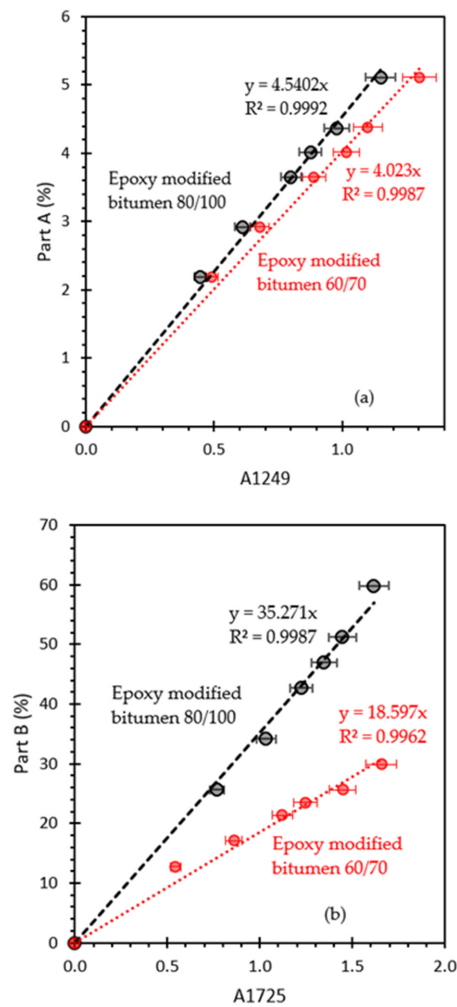 6
5
4
3
2
1
0
Part A (%)
y = 4.5402x
R² = 0.9992
Epoxy modified
bitumen 80/100
y = 4.023x
R² = 0.9987
Epoxy modified
bitumen 60/70
(a)
0.0 0.5 1.0
A1249
70
60
50
40
30
20
10
0
Part B (%)
y = 35.271x
R² = 0.9987
Epoxy modified
bitumen 80/100
y = 18.597x
R² = 0.9962
Epoxy modified
bitumen 60/70
(b)
0.0 0.5 1.0 1.5 2.0
A1725